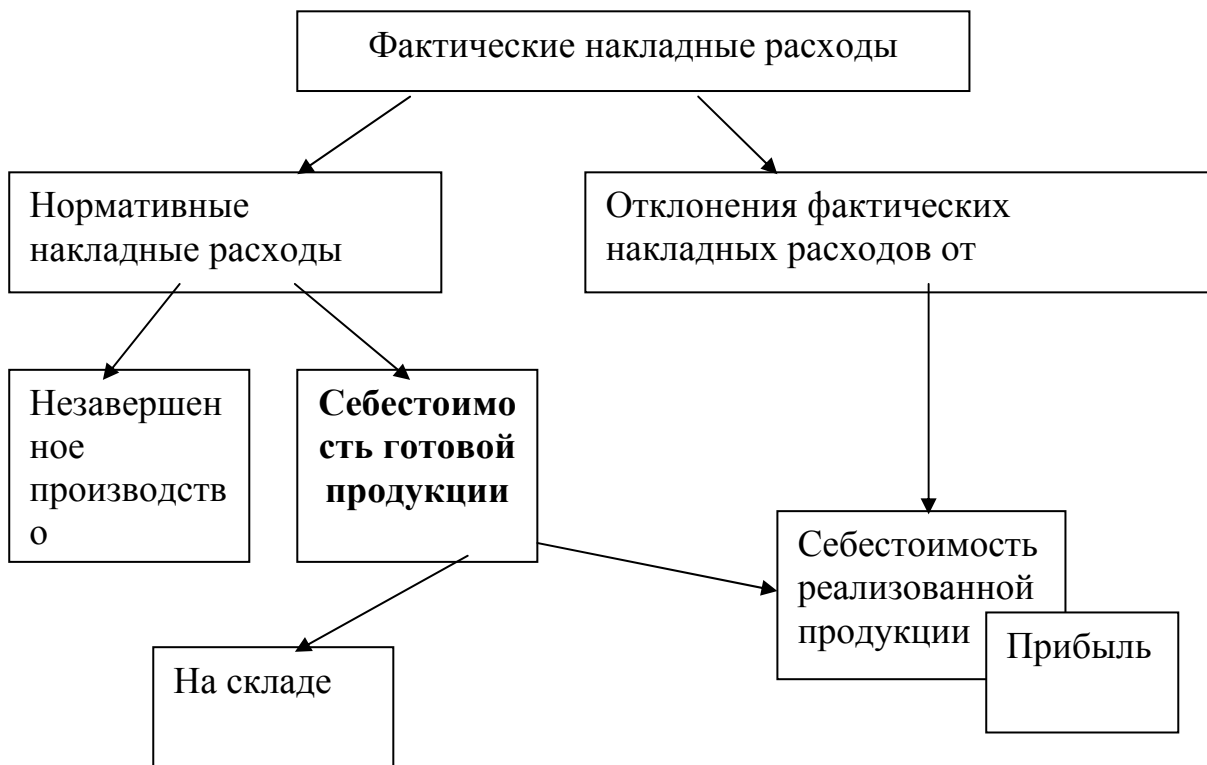 Фактические накладные расходы
Нормативные
накладные расходы
Отклонения фактических
накладных расходов от
Незавершен
ное
производств
о
Себестоимо
сть готовой
продукции
Себестоимость
реализованной
продукции
Прибыль
На складе